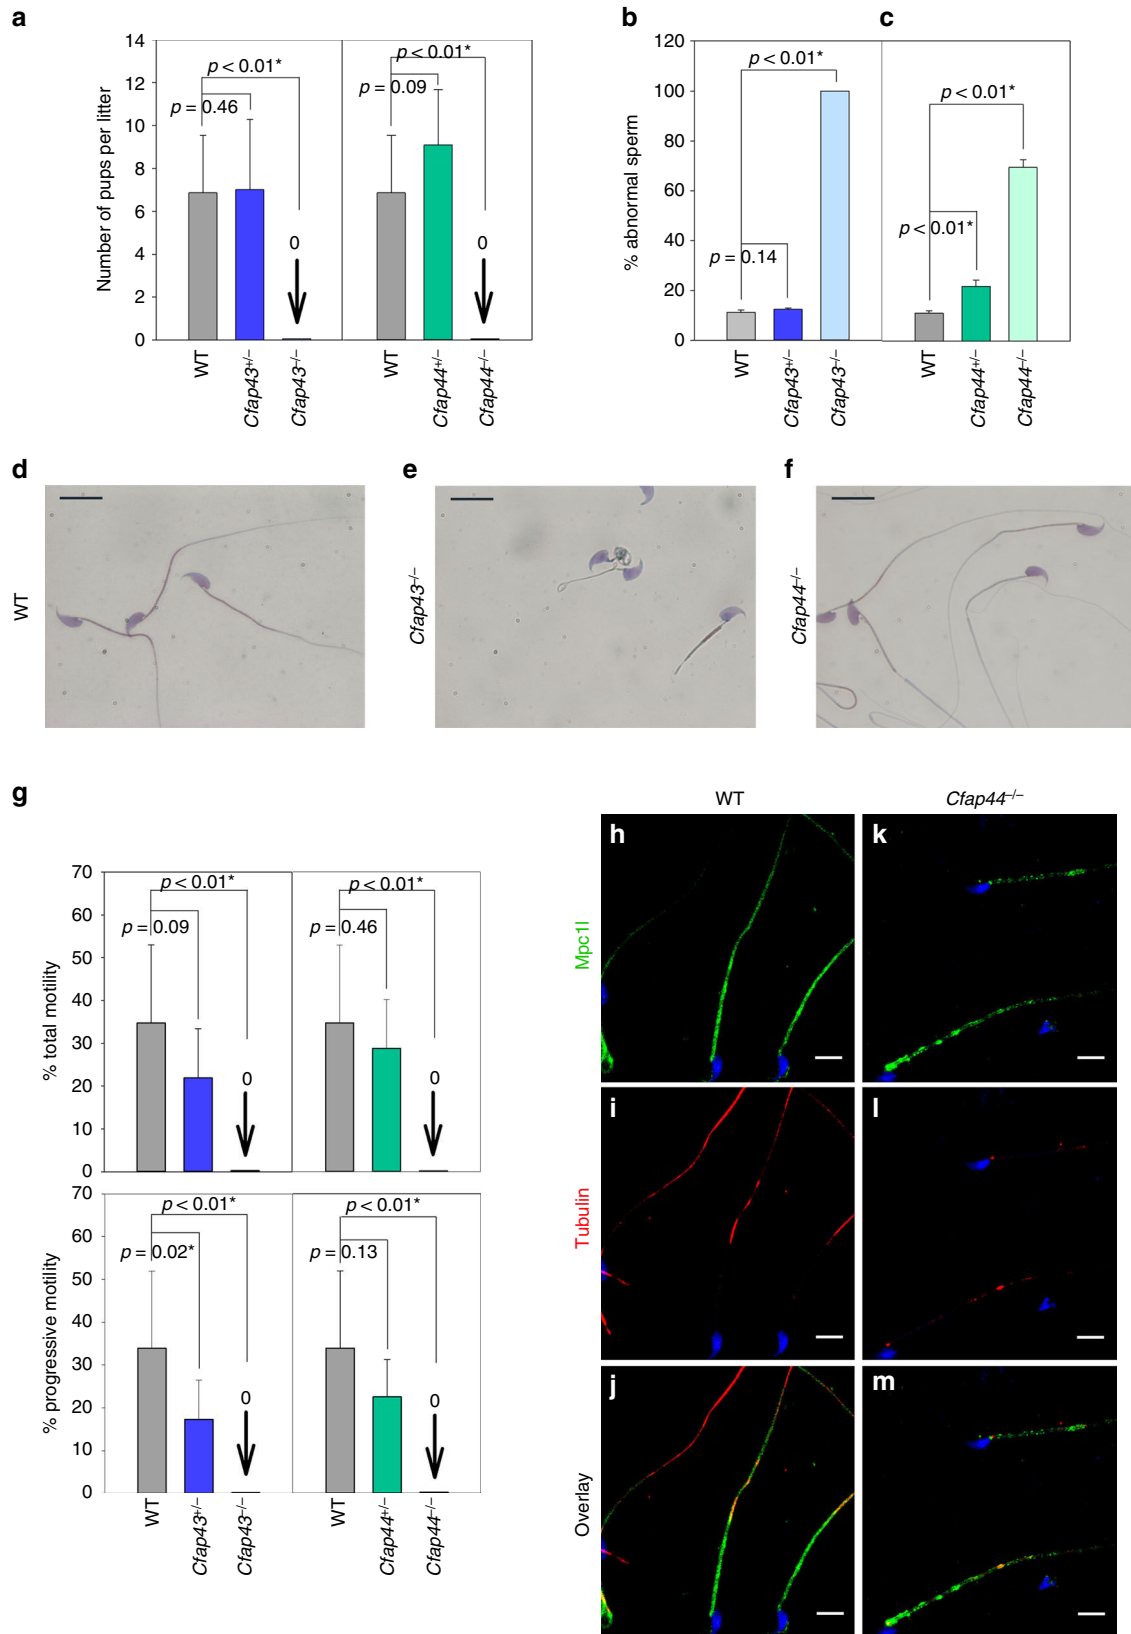 a
14
12
10
8
6
4
2
0
Number of pups per litter
p < 0.01*
p = 0.46
0
p < 0.01*
p = 0.09
0
WT
Cfap43+/–
Cfap43–/–
WT
Cfap44+/–
Cfap44–/–
b
c
120
100
80
60
40
20
0
% abnormal sperm
p < 0.01*
p = 0.14
p < 0.01*
p < 0.01*
WT
Cfap43+/–
Cfap43–/–
WT
Cfap44+/–
Cfap44–/–
d
WT
e
Cfap43–/–
f
Cfap44–/–
g
70
60
50
40
30
20
10
0
% total motility
p < 0.01*
p = 0.09
0
p < 0.01*
p = 0.46
0
70
60
50
40
30
20
10
0
% progressive motility
p < 0.01*
p = 0.02*
0
p < 0.01*
p = 0.13
0
WT
Cfap43+/–
Cfap43–/–
WT
Cfap44+/–
Cfap44–/–
WT
Cfap44–/–
Mpc1l
h
k
Tubulin
i
l
Overlay
j
m